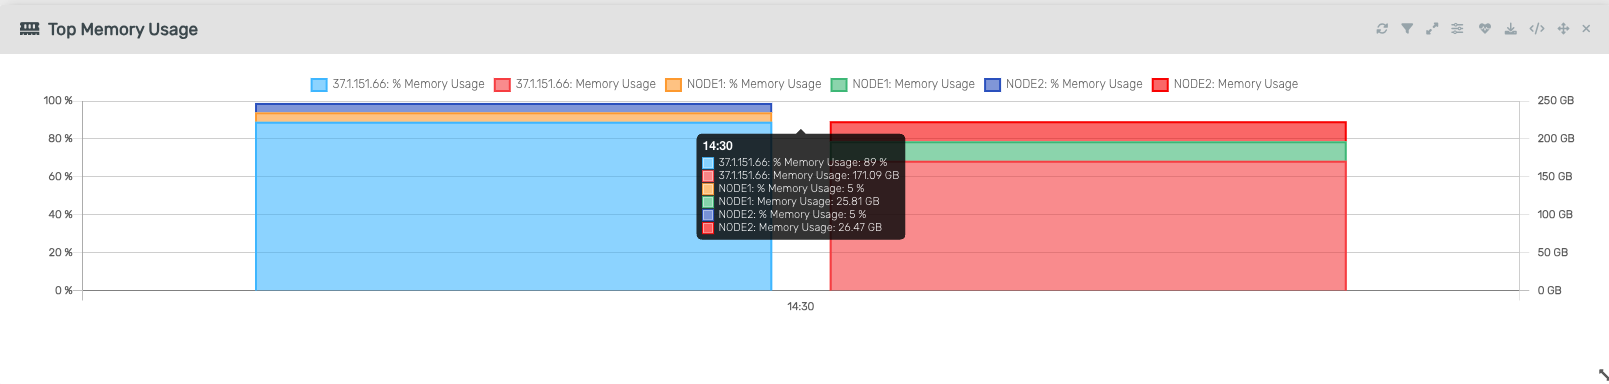 Top Memory Usage
37.1.151.66: % Memory Usage 37.1.151.66: Memory Usage NODE1: % Memory Usage NODE1: Memory Usage NODE2: % Memory Usage NODE2: Memory Usage
100 % 250 GB
80 % 200 GB
60 % 150 GB
40 % 100 GB
20 % 50 GB
0 % 0 GB
14:30
37.1.151.66: % Memory Usage: 89 %
37.1.151.66: Memory Usage: 171.09 GB
NODE1: % Memory Usage: 5 %
NODE1: Memory Usage: 25.81 GB
NODE2: % Memory Usage: 5 %
NODE2: Memory Usage: 26.47 GB
14:30